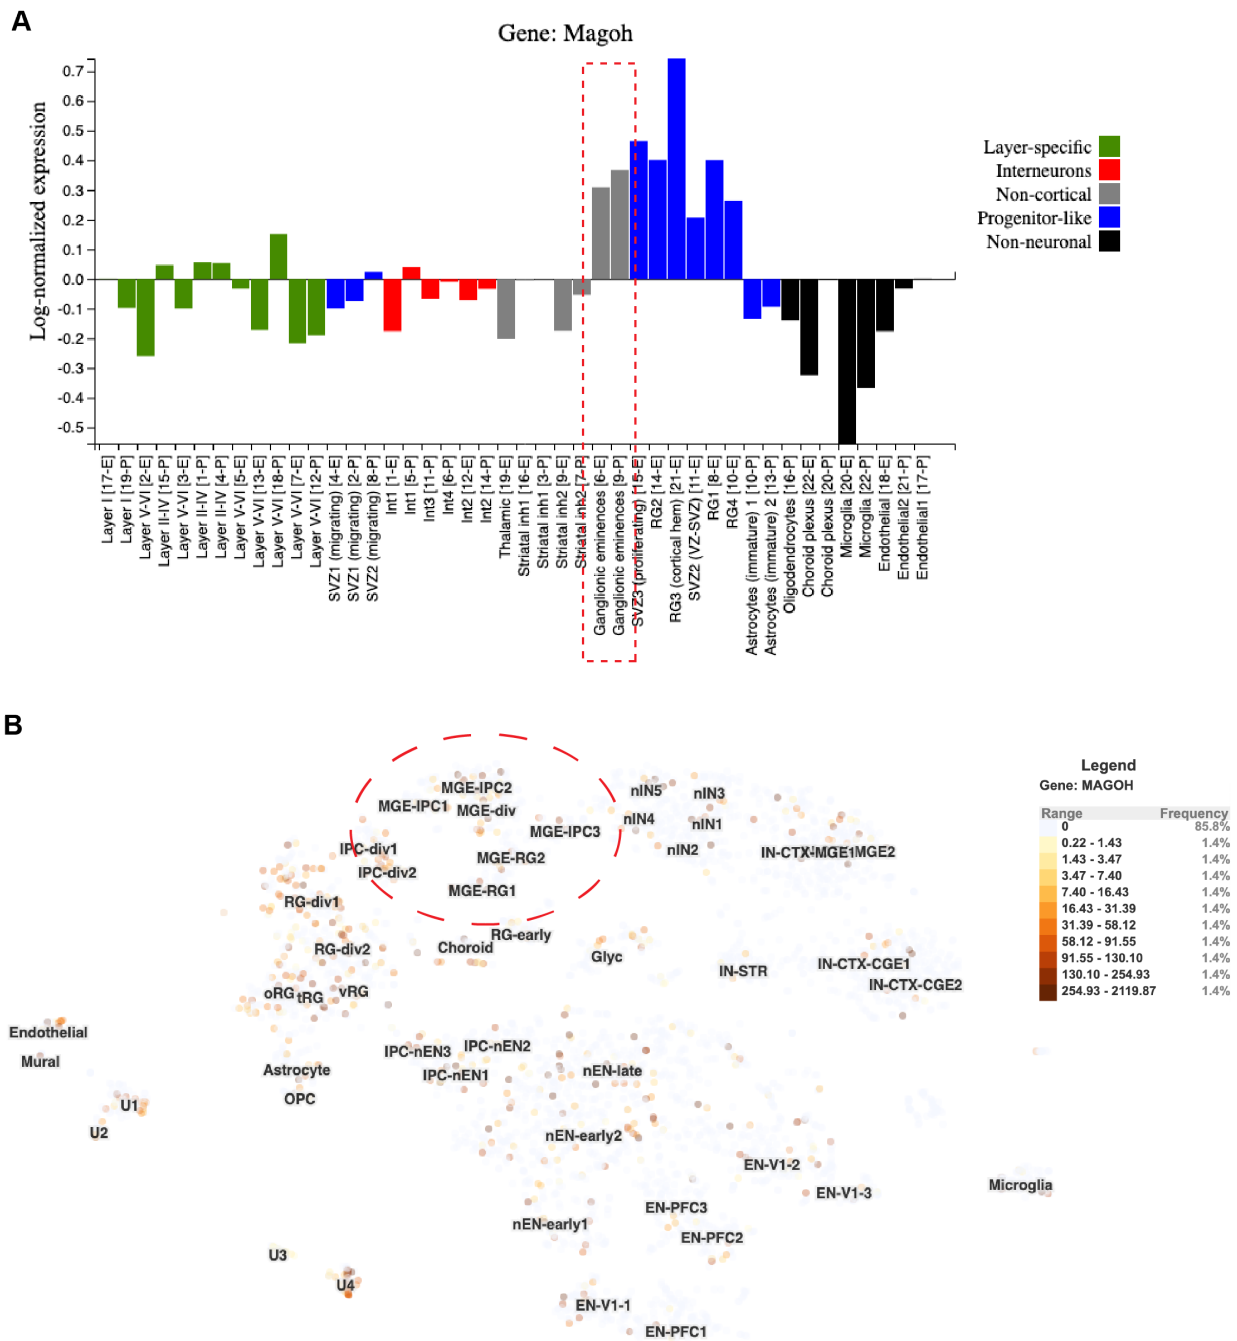 A
Gene: Magoh
Log-normalized expression
0.7
0.6
0.5
0.4
0.3
0.2
0.1
0.0
-0.1
-0.2
-0.3
-0.4
-0.5
Layer-specific
Interneurons
Non-cortical
Progenitor-like
Non-neuronal
Layer I [17-E]
Layer I [19-P]
Layer V-VI [2-E]
Layer II-IV [15-P]
Layer V-VI [3-E]
Layer II-IV [1-P]
Layer II-IV [4-P]
Layer V-VI [5-E]
Layer V-VI [13-E]
Layer V-VI [18-P]
Layer V-VI [7-E]
Layer V-VI [12-P]
SVZ1 (migrating) [4-E]
SVZ1 (migrating) [2-P]
SVZ2 (migrating) [8-P]
Int1 [1-E]
Int1 [5-P]
Int3 [11-P]
Int4 [6-P]
Int2 [12-E]
Int2 [14-P]
Thalamic [19-E]
Striatal inh1 [16-E]
Striatal inh1 [3-P]
Striatal inh2 [9-E]
Striatal inh2 [7-P]
Ganglionic eminences [6-E]
Ganglionic eminences [9-P]
SVZ3 (proliferating) [15-E]
RG2 [14-E]
RG3 (cortical hem) [21-E]
SVZ2 (VZ-SVZ) [11-E]
RG1 [8-E]
RG4 [10-E]
Astrocytes (immature) 1 [10-P]
Astrocytes (immature) 2 [13-P]
Oligodendrocytes [16-P]
Choroid plexus [22-E]
Choroid plexus [20-P]
Microglia [20-E]
Microglia [22-P]
Endothelial [18-E]
Endothelial2 [21-P]
Endothelial1 [17-P]
B
MGE-IPC2
MGE-IPC1
MGE-div
MGE-IPC3
IPC-div1
MGE-RG2
IPC-div2
MGE-RG1
nIN5
nIN3
nIN4
nIN1
nIN2
IN-CTX-MGE1
MGE2
RG-div1
RG-early
RG-div2
Choroid
Glyc
IN-STR
IN-CTX-CGE1
IN-CTX-CGE2
oRG
tRG
vRG
Endothelial
Mural
IPC-nEN3
IPC-nEN2
IPC-nEN1
Astrocyte
OPC
nEN-late
U1
U2
nEN-early2
EN-V1-2
EN-V1-3
Microglia
nEN-early1
EN-PFC3
EN-PFC2
U3
U4
EN-V1-1
EN-PFC1
Legend
Gene: MAGOH
Range Frequency
0 85.8%
0.22 - 1.43 1.4%
1.43 - 3.47 1.4%
3.47 - 7.40 1.4%
7.40 - 16.43 1.4%
16.43 - 31.39 1.4%
31.39 - 58.12 1.4%
58.12 - 91.55 1.4%
91.55 - 130.10 1.4%
130.10 - 254.93 1.4%
254.93 - 2119.87 1.4%